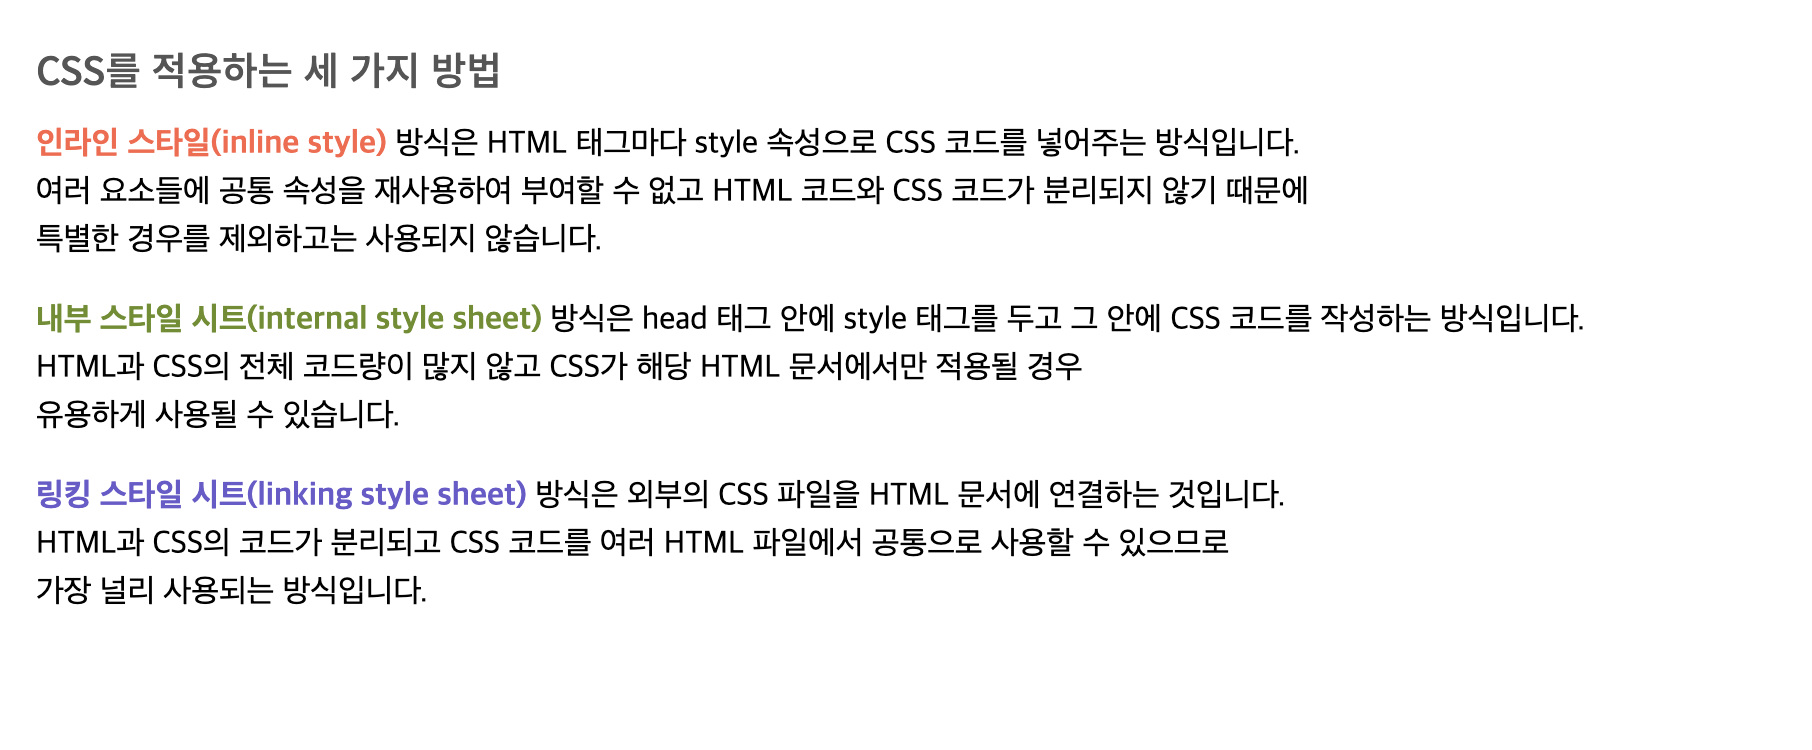 CSS를 적용하는 세 가지 방법
인라인 스타일(inline style) 방식은 HTML 태그마다 style 속성으로 CSS 코드를 넣어주는 방식입니다.
여러 요소들에 공통 속성을 재사용하여 부여할 수 없고 HTML 코드와 CSS 코드가 분리되지 않기 때문에
특별한 경우를 제외하고는 사용되지 않습니다.
내부 스타일 시트(internal style sheet) 방식은 head 태그 안에 style 태그를 두고 그 안에 CSS 코드를 작성하는 방식입니다.
HTML과 CSS의 전체 코드량이 많지 않고 CSS가 해당 HTML 문서에서만 적용될 경우
유용하게 사용될 수 있습니다.
링킹 스타일 시트(linking style sheet) 방식은 외부의 CSS 파일을 HTML 문서에 연결하는 것입니다.
HTML과 CSS의 코드가 분리되고 CSS 코드를 여러 HTML 파일에서 공통으로 사용할 수 있으므로
가장 널리 사용되는 방식입니다.